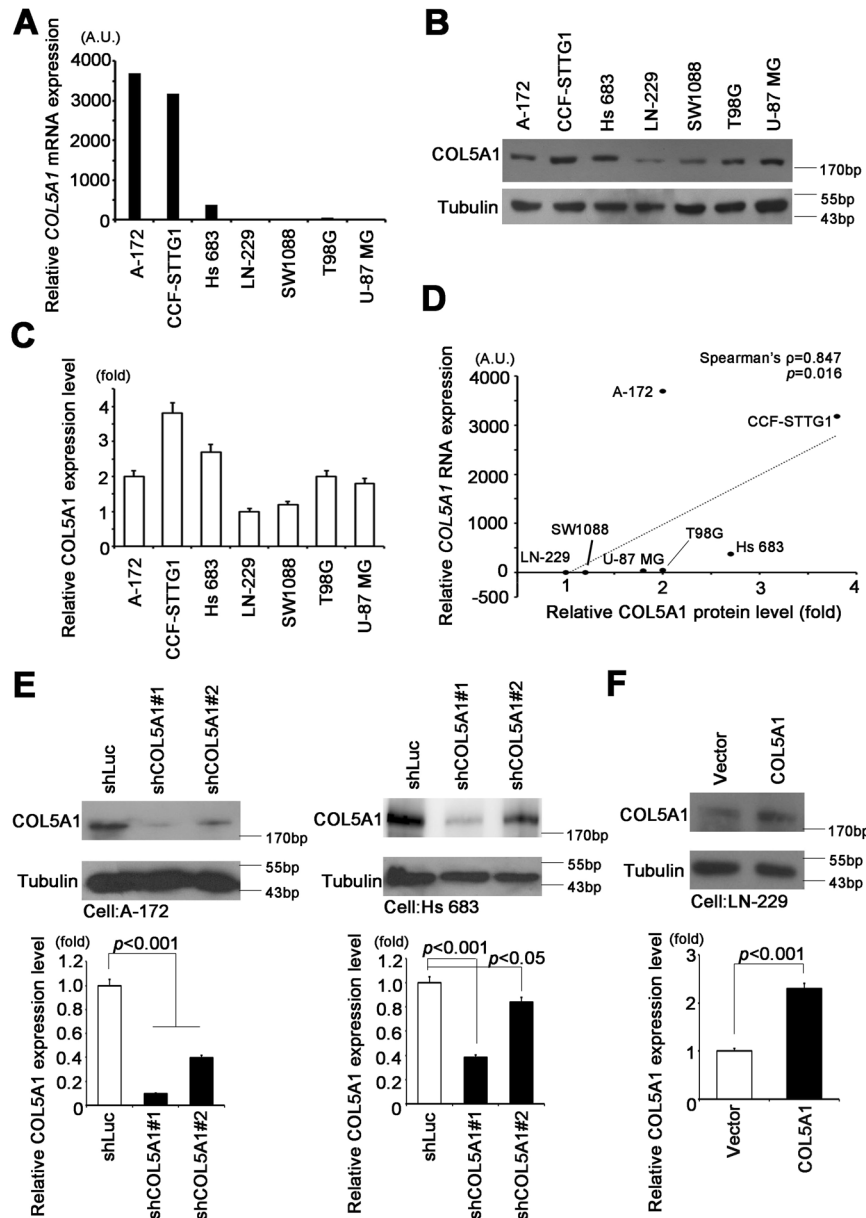 A
(A.U.)
Relative COL5A1 mRNA expression
4000
3000
2000
1000
0
A-172
CCF-STTG1
Hs 683
LN-229
SW1088
T98G
U-87 MG
B
A-172
CCF-STTG1
Hs 683
LN-229
SW1088
T98G
U-87 MG
COL5A1
170bp
Tubulin
55bp
43bp
C
(fold)
Relative COL5A1 expression level
4
3
2
1
0
A-172
CCF-STTG1
Hs 683
LN-229
SW1088
T98G
U-87 MG
D
(A.U.)
Spearman's ρ=0.847
p=0.016
Relative COL5A1 RNA expression
4000
3500
3000
2500
2000
1500
1000
500
0
-500
A-172
CCF-STTG1
SW1088
T98G
LN-229
U-87 MG
Hs 683
1
2
3
4
Relative COL5A1 protein level (fold)
E
shLuc
shCOL5A1#1
shCOL5A1#2
COL5A1
170bp
Tubulin
55bp
43bp
Cell:A-172
(fold)
p<0.001
Relative COL5A1 expression level
1.2
1.0
0.8
0.6
0.4
0.2
0
shLuc
shCOL5A1#1
shCOL5A1#2
shLuc
shCOL5A1#1
shCOL5A1#2
COL5A1
170bp
Tubulin
55bp
43bp
Cell:Hs 683
(fold)
p<0.001
p<0.05
Relative COL5A1 expression level
1.2
1.0
0.8
0.6
0.4
0.2
0
shLuc
shCOL5A1#1
shCOL5A1#2
F
Vector
COL5A1
COL5A1
170bp
Tubulin
55bp
43bp
Cell:LN-229
(fold)
p<0.001
Relative COL5A1 expression level
3
2
1
0
Vector
COL5A1